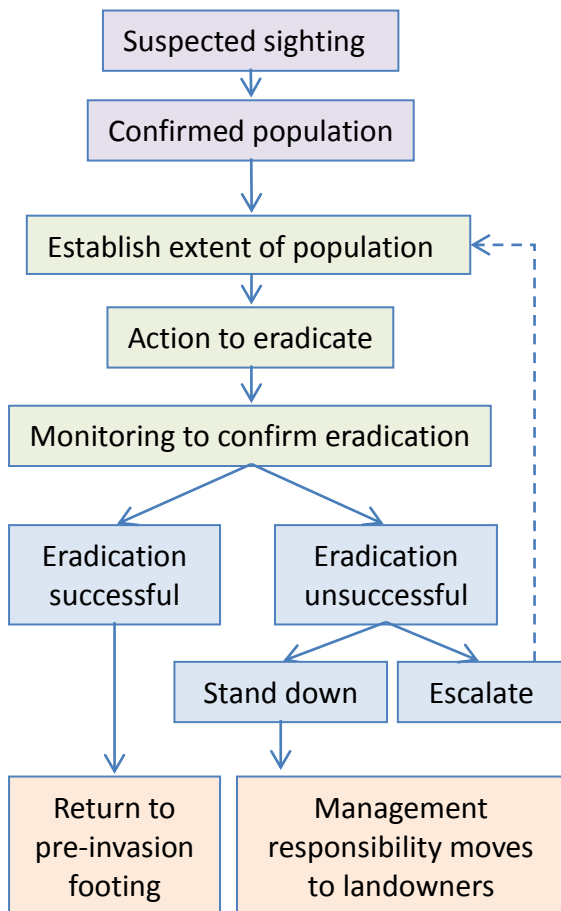 Suspected sighting
Confirmed population
Establish extent of population
Action to eradicate
Monitoring to confirm eradication
Eradication
successful
Eradication
unsuccessful
Stand down
Escalate
Return to
pre-invasion
footing
Management
responsibility moves
to landowners